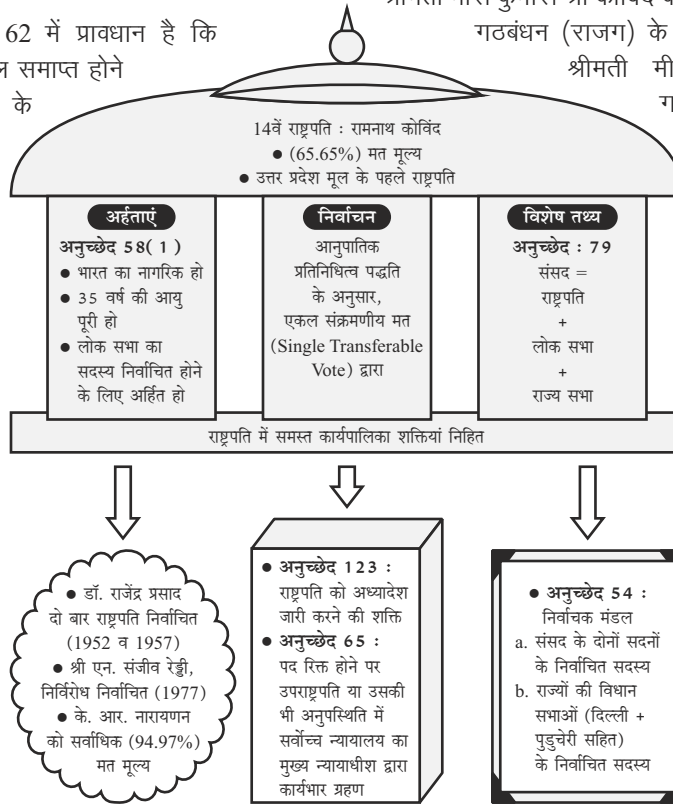 श्रीमती मीरा कुमार। श्री कोविंद
62 में प्रावधान है कि
गठबंधन (राजग) के
समाप्त होने
श्रीमती मी
के
14वें राष्ट्रपति : रामनाथ कोविंद
● (65.65%) मत मूल्य
● उत्तर प्रदेश मूल के पहले राष्ट्रपति
अर्हताएं
अनुच्छेद 58(1)
● भारत का नागरिक हो
● 35 वर्ष की आयु
पूरी हो
● लोक सभा का
सदस्य निर्वाचित होने
के लिए अर्हित हो
निर्वाचन
आनुपातिक
प्रतिनिधित्व पद्धति
के अनुसार,
एकल संक्रमणीय मत
(Single Transferable
Vote) द्वारा
विशेष तथ्य
अनुच्छेद : 79
संसद =
राष्ट्रपति
+
लोक सभा
+
राज्य सभा
राष्ट्रपति में समस्त कार्यपालिका शक्तियां निहित
● डॉ. राजेंद्र प्रसाद
दो बार राष्ट्रपति निर्वाचित
(1952 व 1957)
● श्री एन. संजीव रेड्डी,
निर्विरोध निर्वाचित (1977)
● के. आर. नारायणन
को सर्वाधिक (94.97%)
मत मूल्य
● अनुच्छेद 123 :
राष्ट्रपति को अध्यादेश
जारी करने की शक्ति
● अनुच्छेद 65 :
पद रिक्त होने पर
उपराष्ट्रपति या उसकी
भी अनुपस्थिति में
सर्वोच्च न्यायालय का
मुख्य न्यायाधीश द्वारा
कार्यभार ग्रहण
● अनुच्छेद 54 :
निर्वाचक मंडल
a. संसद के दोनों सदनों
के निर्वाचित सदस्य
b. राज्यों की विधान
सभाओं (दिल्ली +
पुडुचेरी सहित)
के निर्वाचित सदस्य